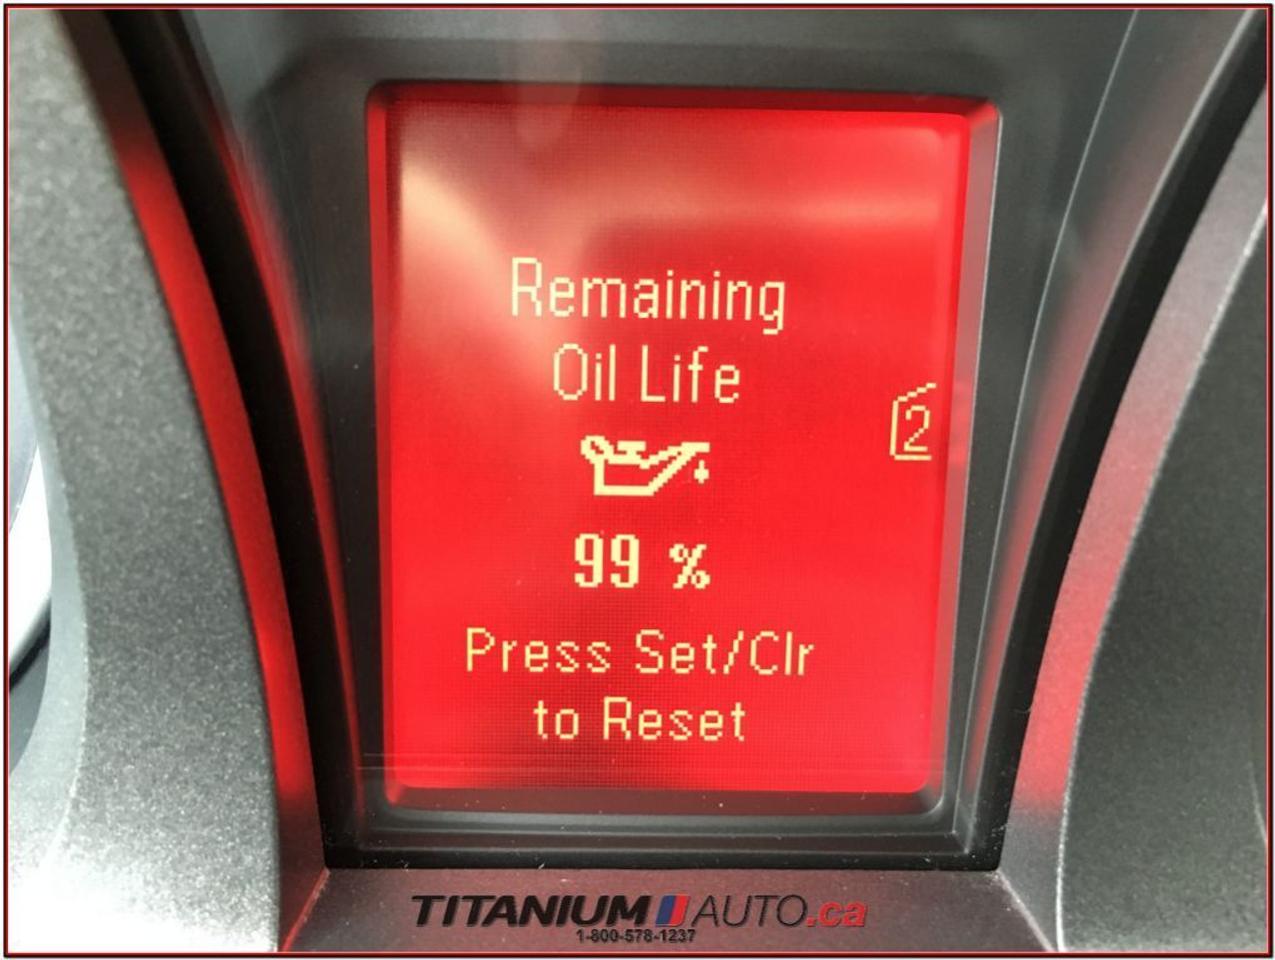 Remaining
Oil Life
2
99 %
Press Set/Clr
to Reset
TITANIUM AUTO.ca
1-800-578-1237